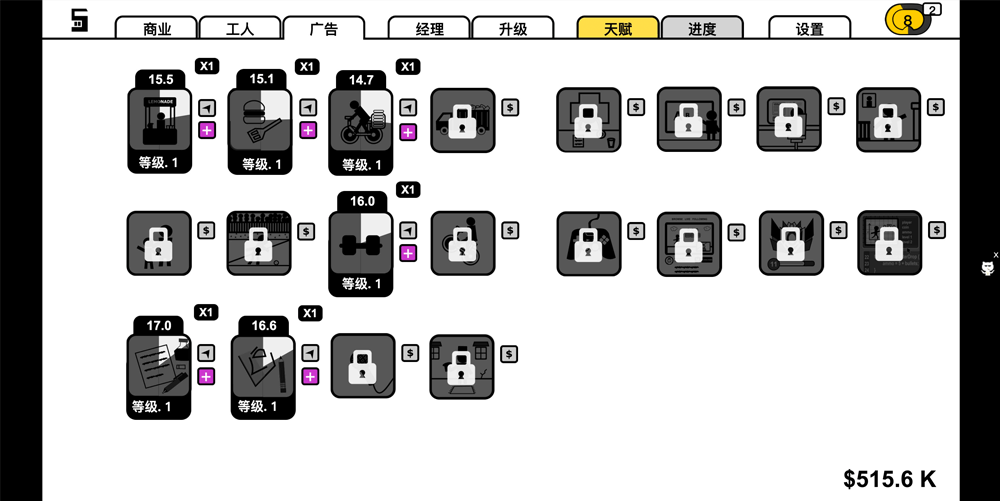 商业 工人 广告 经理 升级 天赋 进度 设置 8 2
X1 X1 X1
15.5 15.1 14.7
LEMONADE
$ $ $ $ $
等级. 1 等级. 1 等级. 1
X1
16.0
$ $ $ $ $ $ $
等级. 1
X1 X1
17.0 16.6
$ $
等级. 1 等级. 1
$515.6 K
X